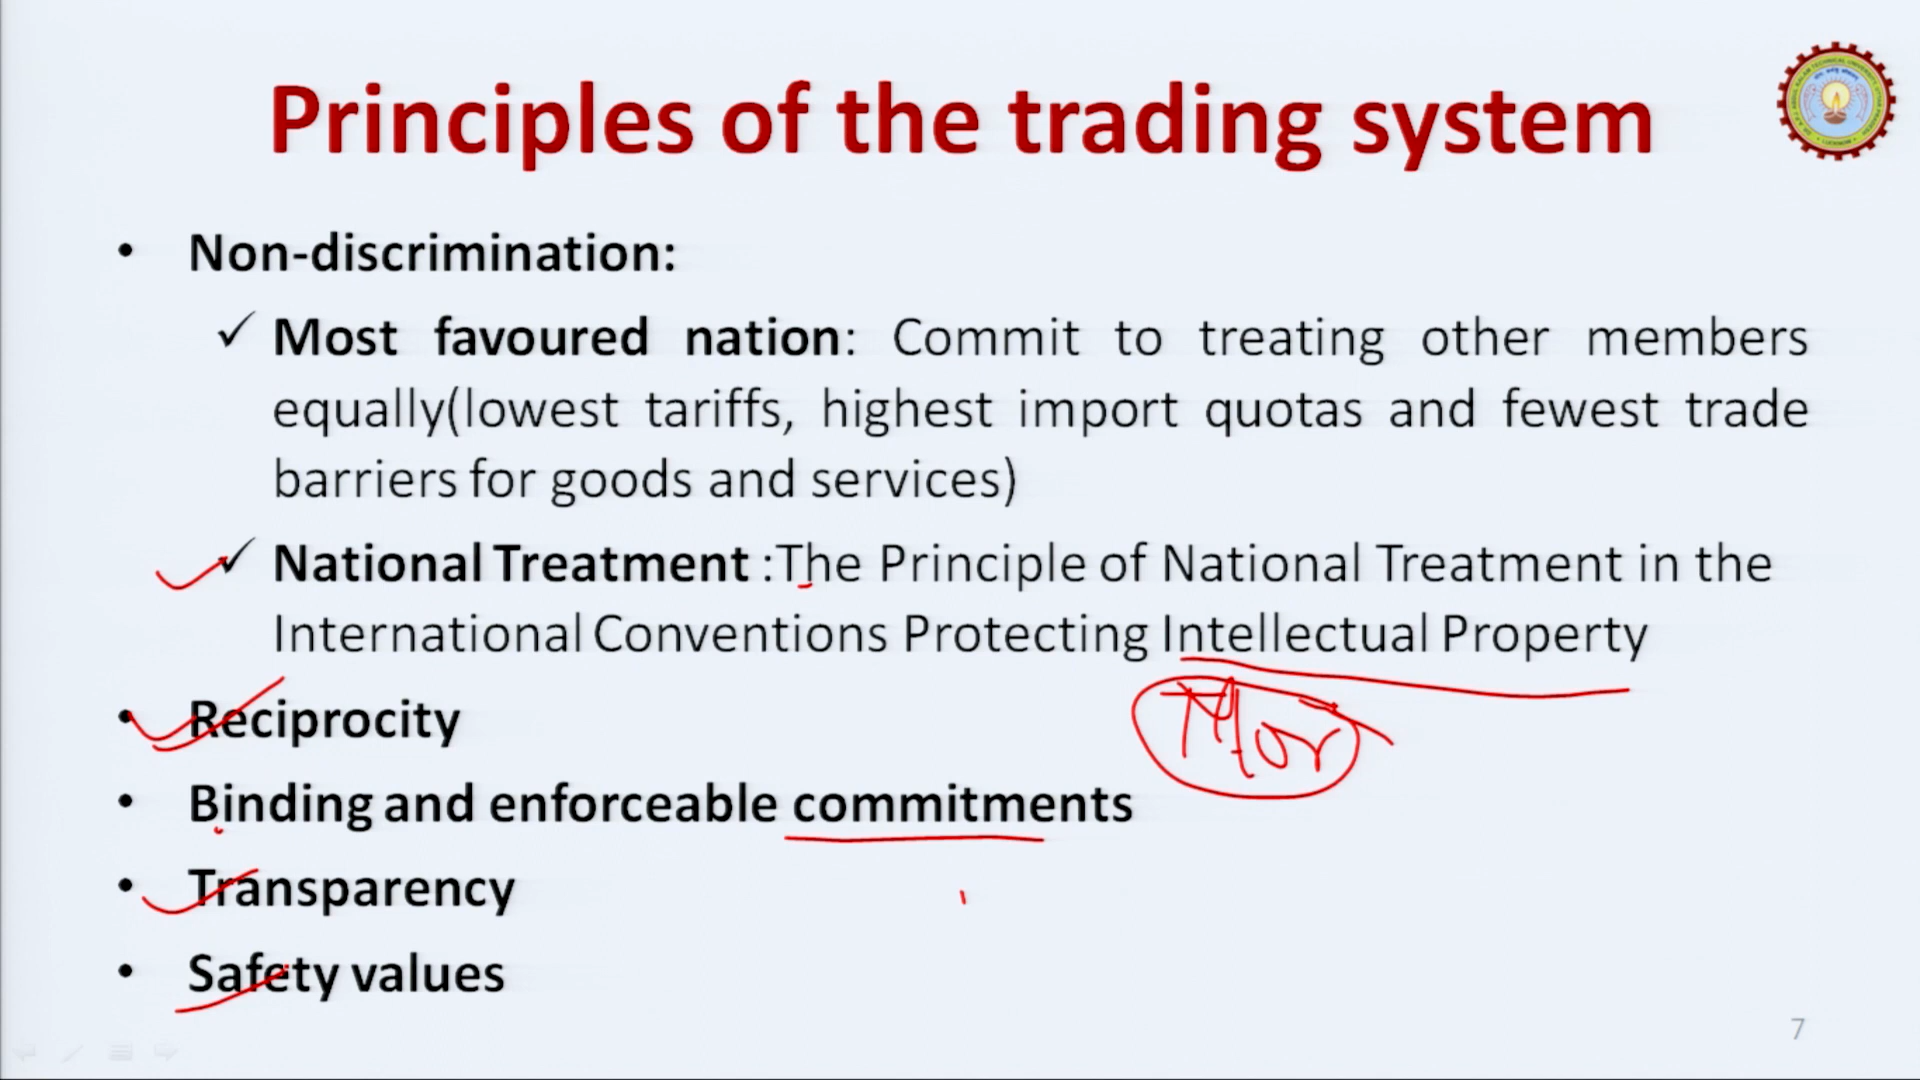 Principles of the trading system
• Non-discrimination:
✓ Most favoured nation: Commit to treating other members
equally(lowest tariffs, highest import quotas and fewest trade
barriers for goods and services)
✓ National Treatment :The Principle of National Treatment in the
International Conventions Protecting Intellectual Property
• Reciprocity
• Binding and enforceable commitments
• Transparency
• Safety values
7